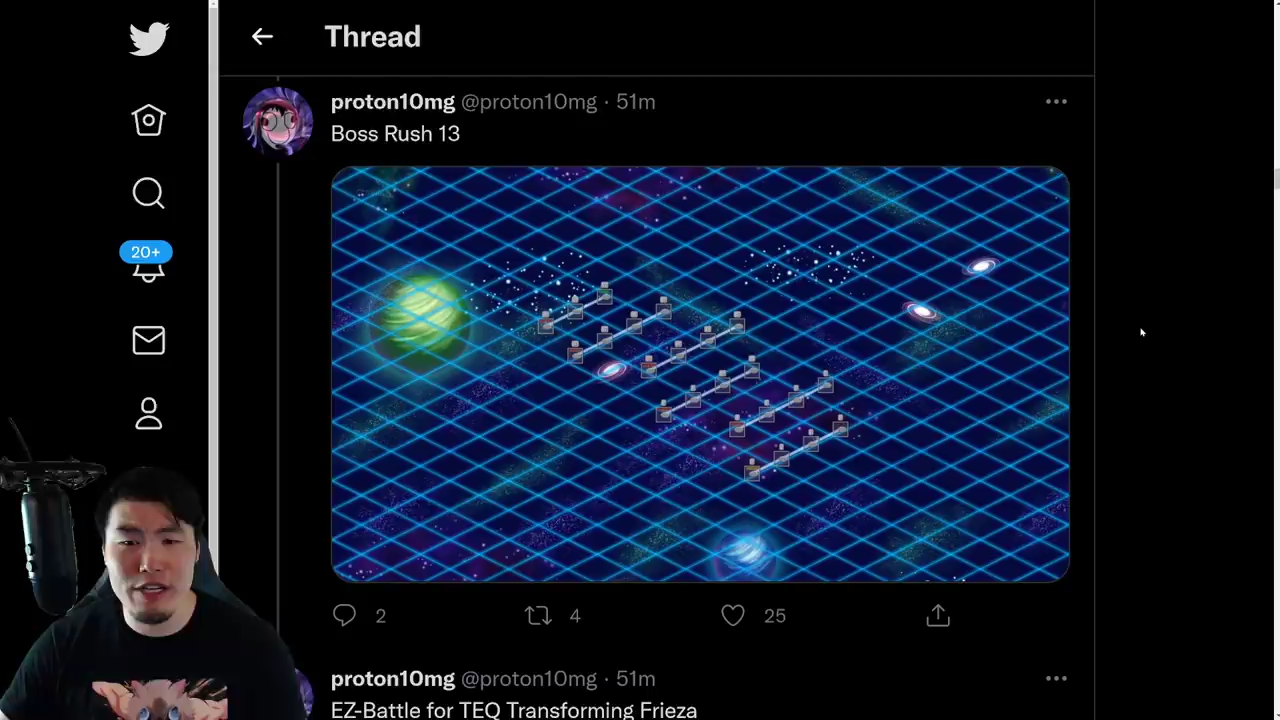 Thread
proton10mg @proton10mg · 51m
Boss Rush 13
20+
2 4 25
proton10mg @proton10mg · 51m
EZ-Battle for TEQ Transforming Frieza